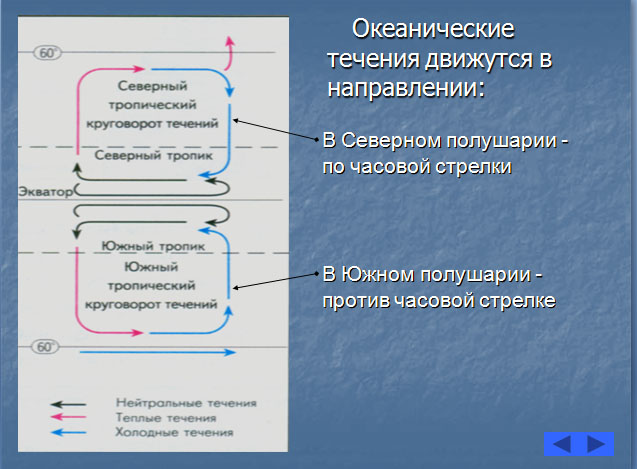 Океанические
течения движутся в
направлении:
60°
Северный
тропический
круговорот течений
Северный тропик
Экватор
Южный тропик
Южный
тропический
круговорот течений
60°
Нейтральные течения
Теплые течения
Холодные течения
В Северном полушарии -
по часовой стрелки
В Южном полушарии -
против часовой стрелке